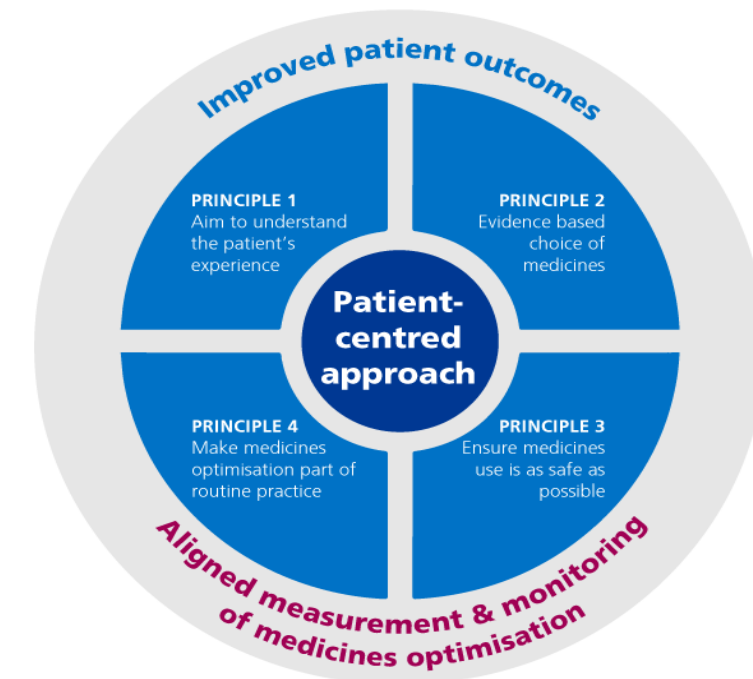 Improved patient outcomes
PRINCIPLE 1
Aim to understand
the patient's
experience
PRINCIPLE 2
Evidence based
choice of
medicines
Patient-
centred
approach
PRINCIPLE 4
Make medicines
optimisation part of
routine practice
PRINCIPLE 3
Ensure medicines
use is as safe as
possible
Aligned measurement & monitoring
of medicines optimisation